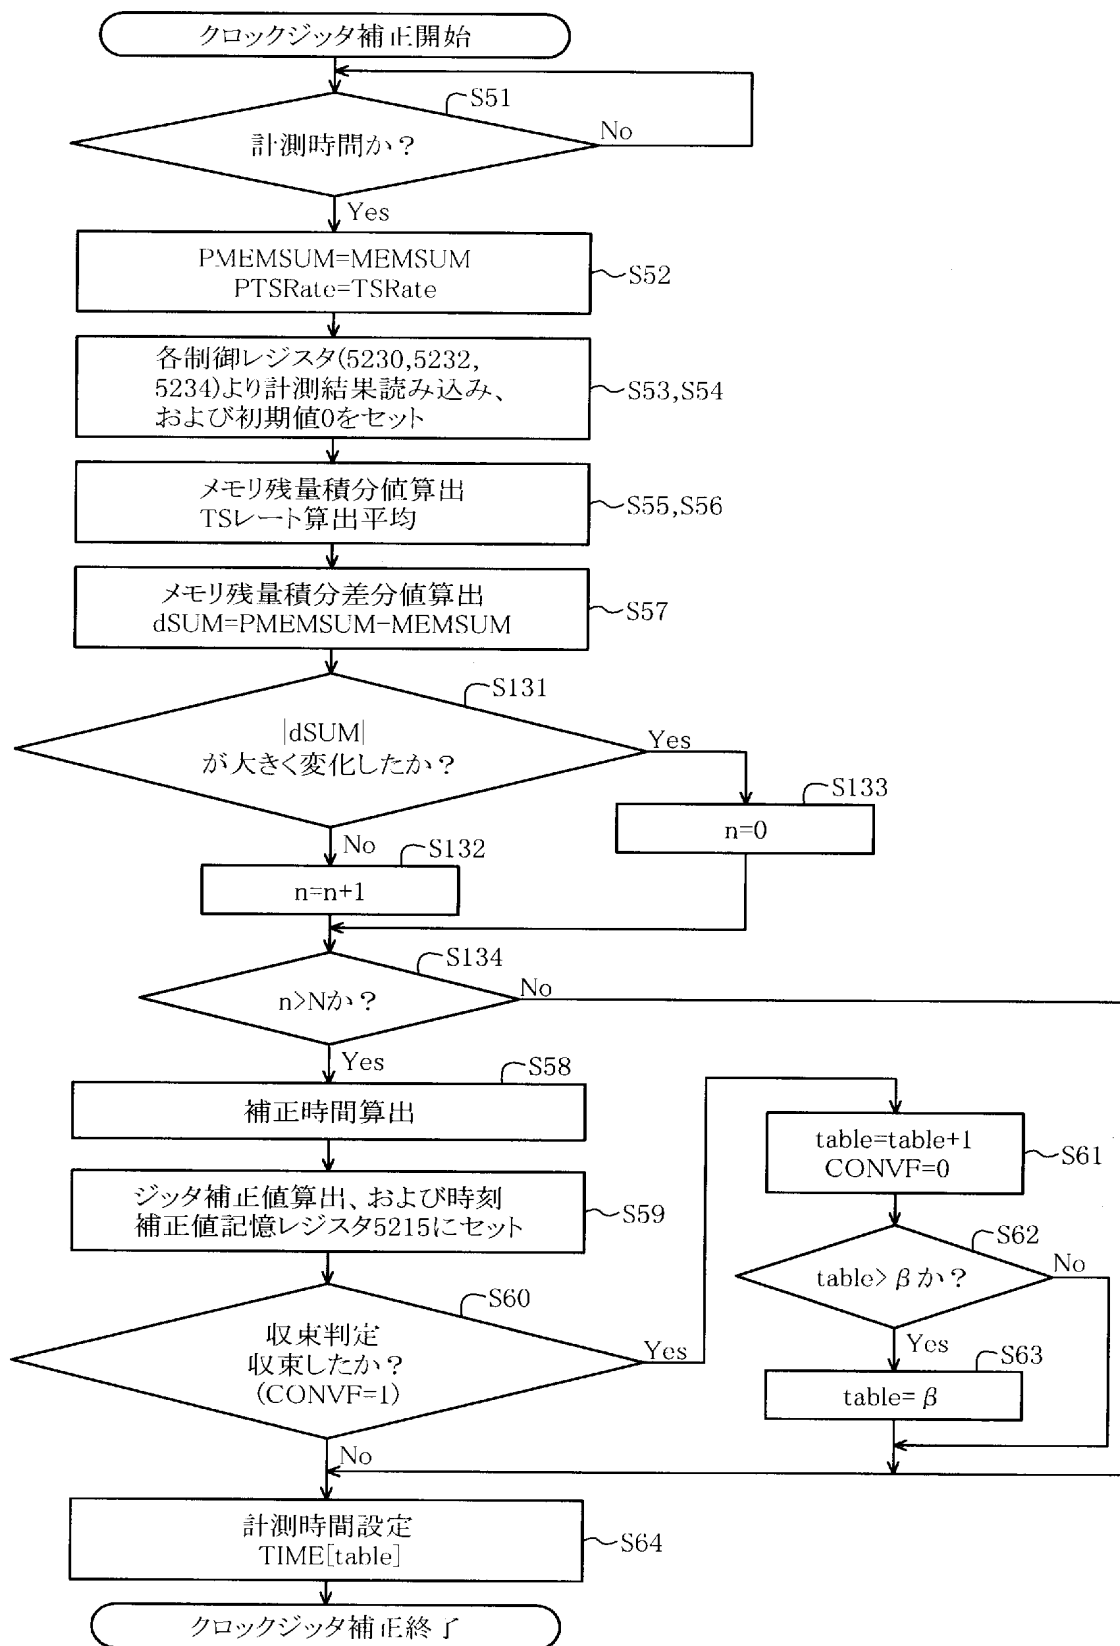 クロックジッタ補正開始
S51
計測時間か?
No
Yes
PMEMSUM=MEMSUM
PTSRate=TSRate
S52
各制御レジスタ(5230,5232,
5234)より計測結果読み込み、
および初期値0をセット
S53,S54
メモリ残量積分値算出
TSレート算出平均
S55,S56
メモリ残量積分差分値算出
dSUM=PMEMSUM-MEMSUM
S57
S131
|dSUM|
が大きく変化したか?
Yes
S133
n=0
No
S132
n=n+1
S134
n>Nか?
No
Yes
S58
補正時間算出
ジッタ補正値算出、および時刻
補正値記憶レジスタ5215にセット
S59
S60
収束判定
収束したか?
(CONVF=1)
Yes
No
table=table+1
CONVF=0
S61
S62
table>βか?
No
Yes
S63
table=β
計測時間設定
TIME[table]
S64
クロックジッタ補正終了